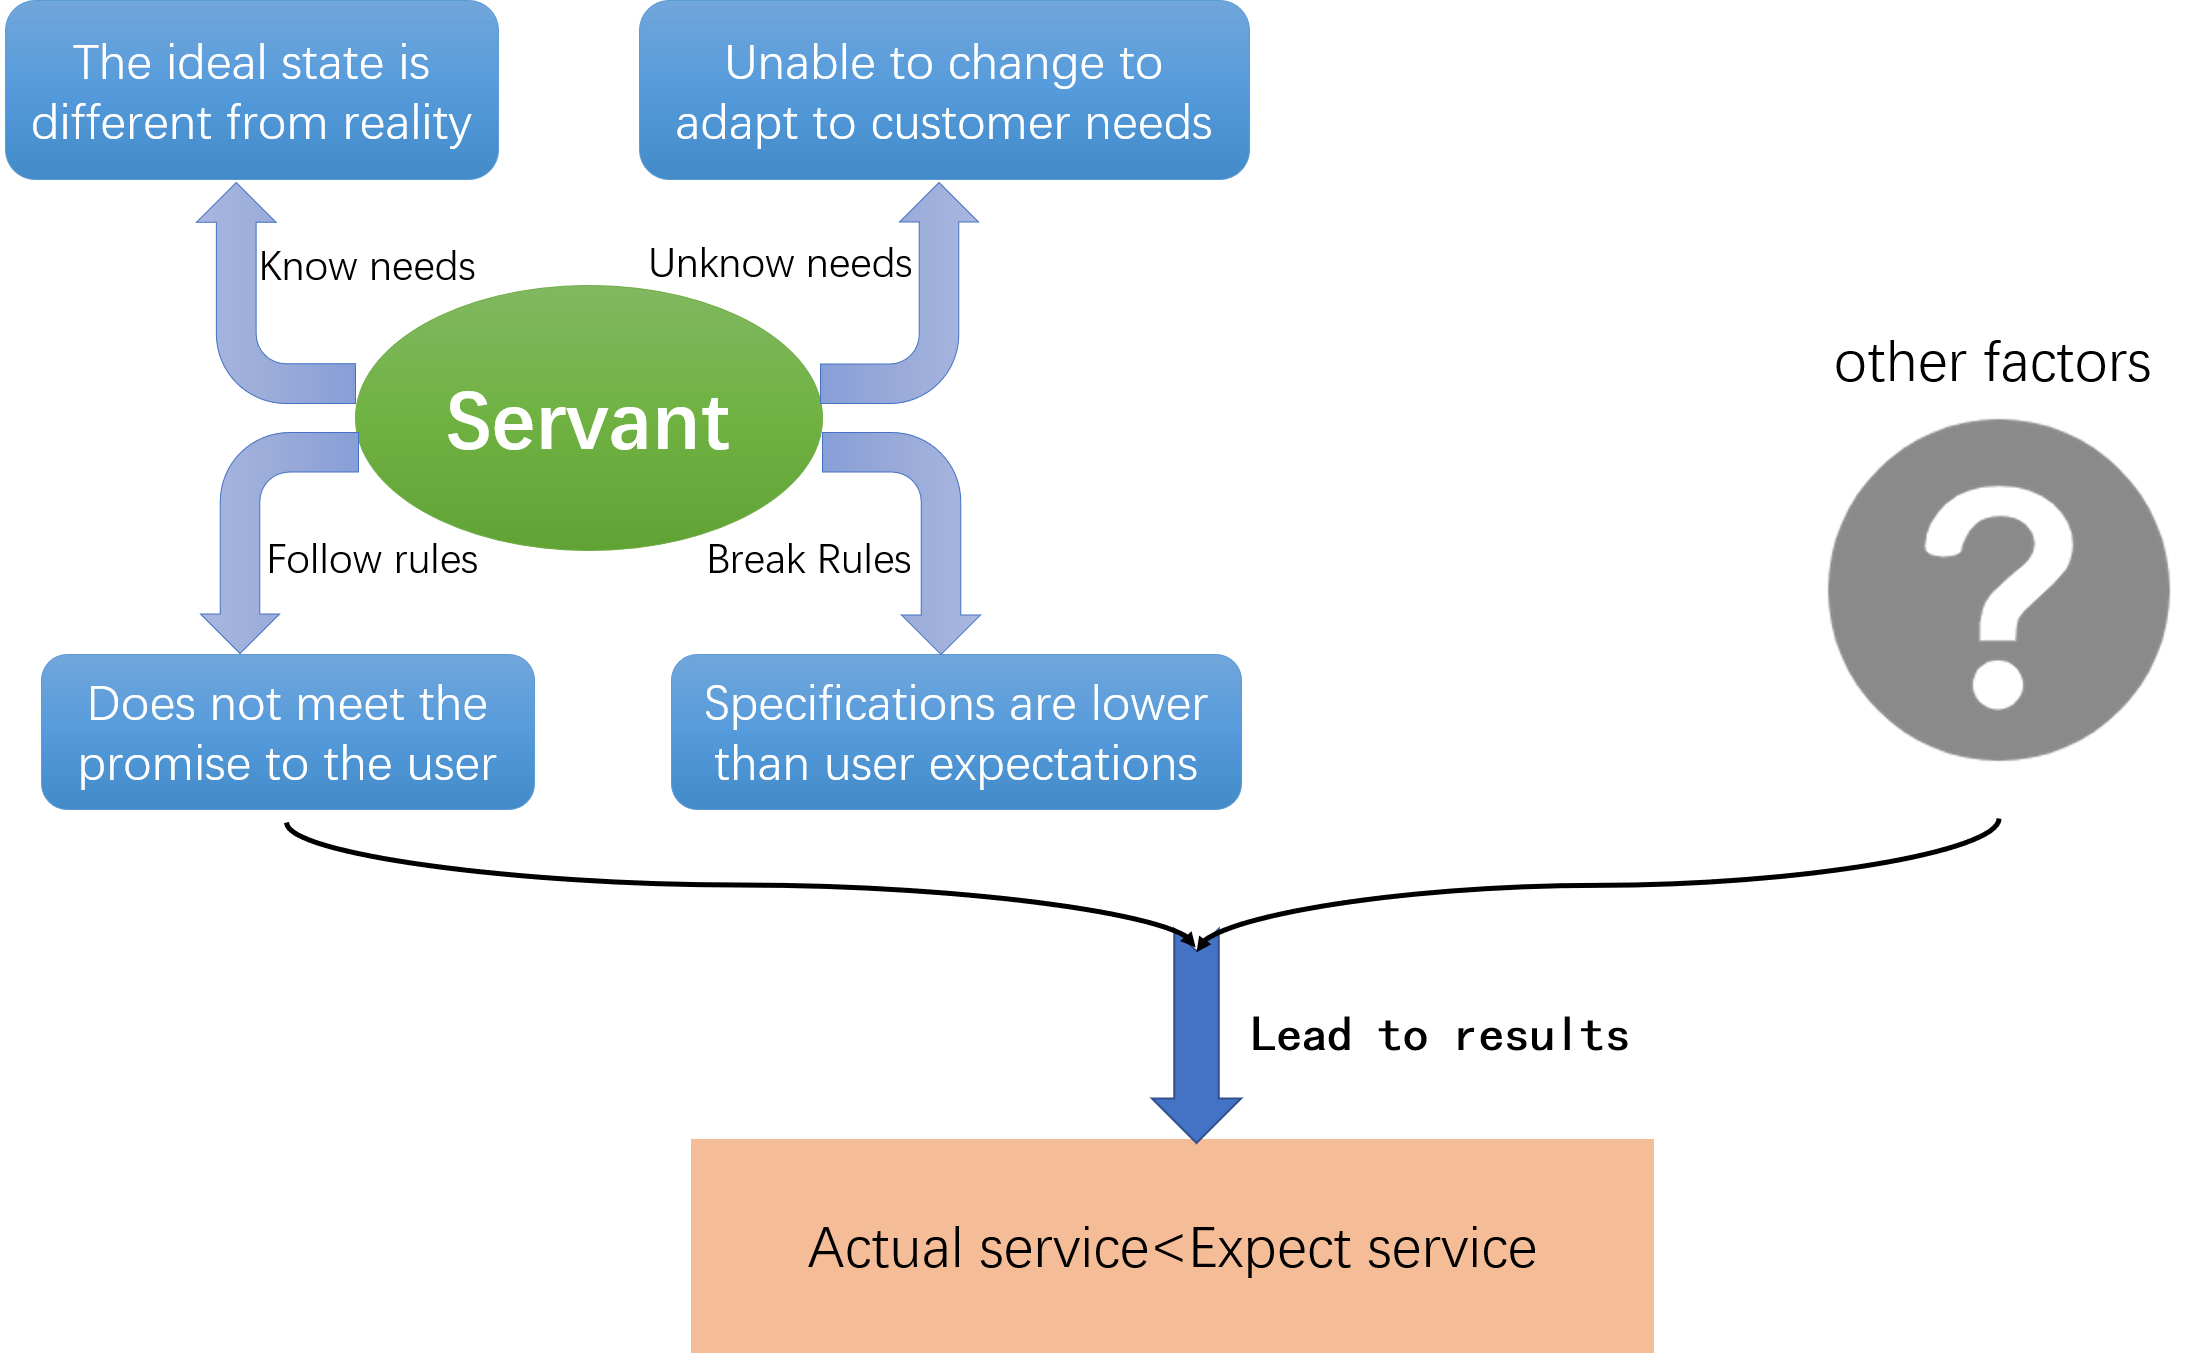 The ideal state is
different from reality
Unable to change to
adapt to customer needs
Know needs
Unknow needs
Servant
other factors
?
Follow rules
Break Rules
Does not meet the
promise to the user
Specifications are lower
than user expectations
Lead to results
Actual service<Expect service